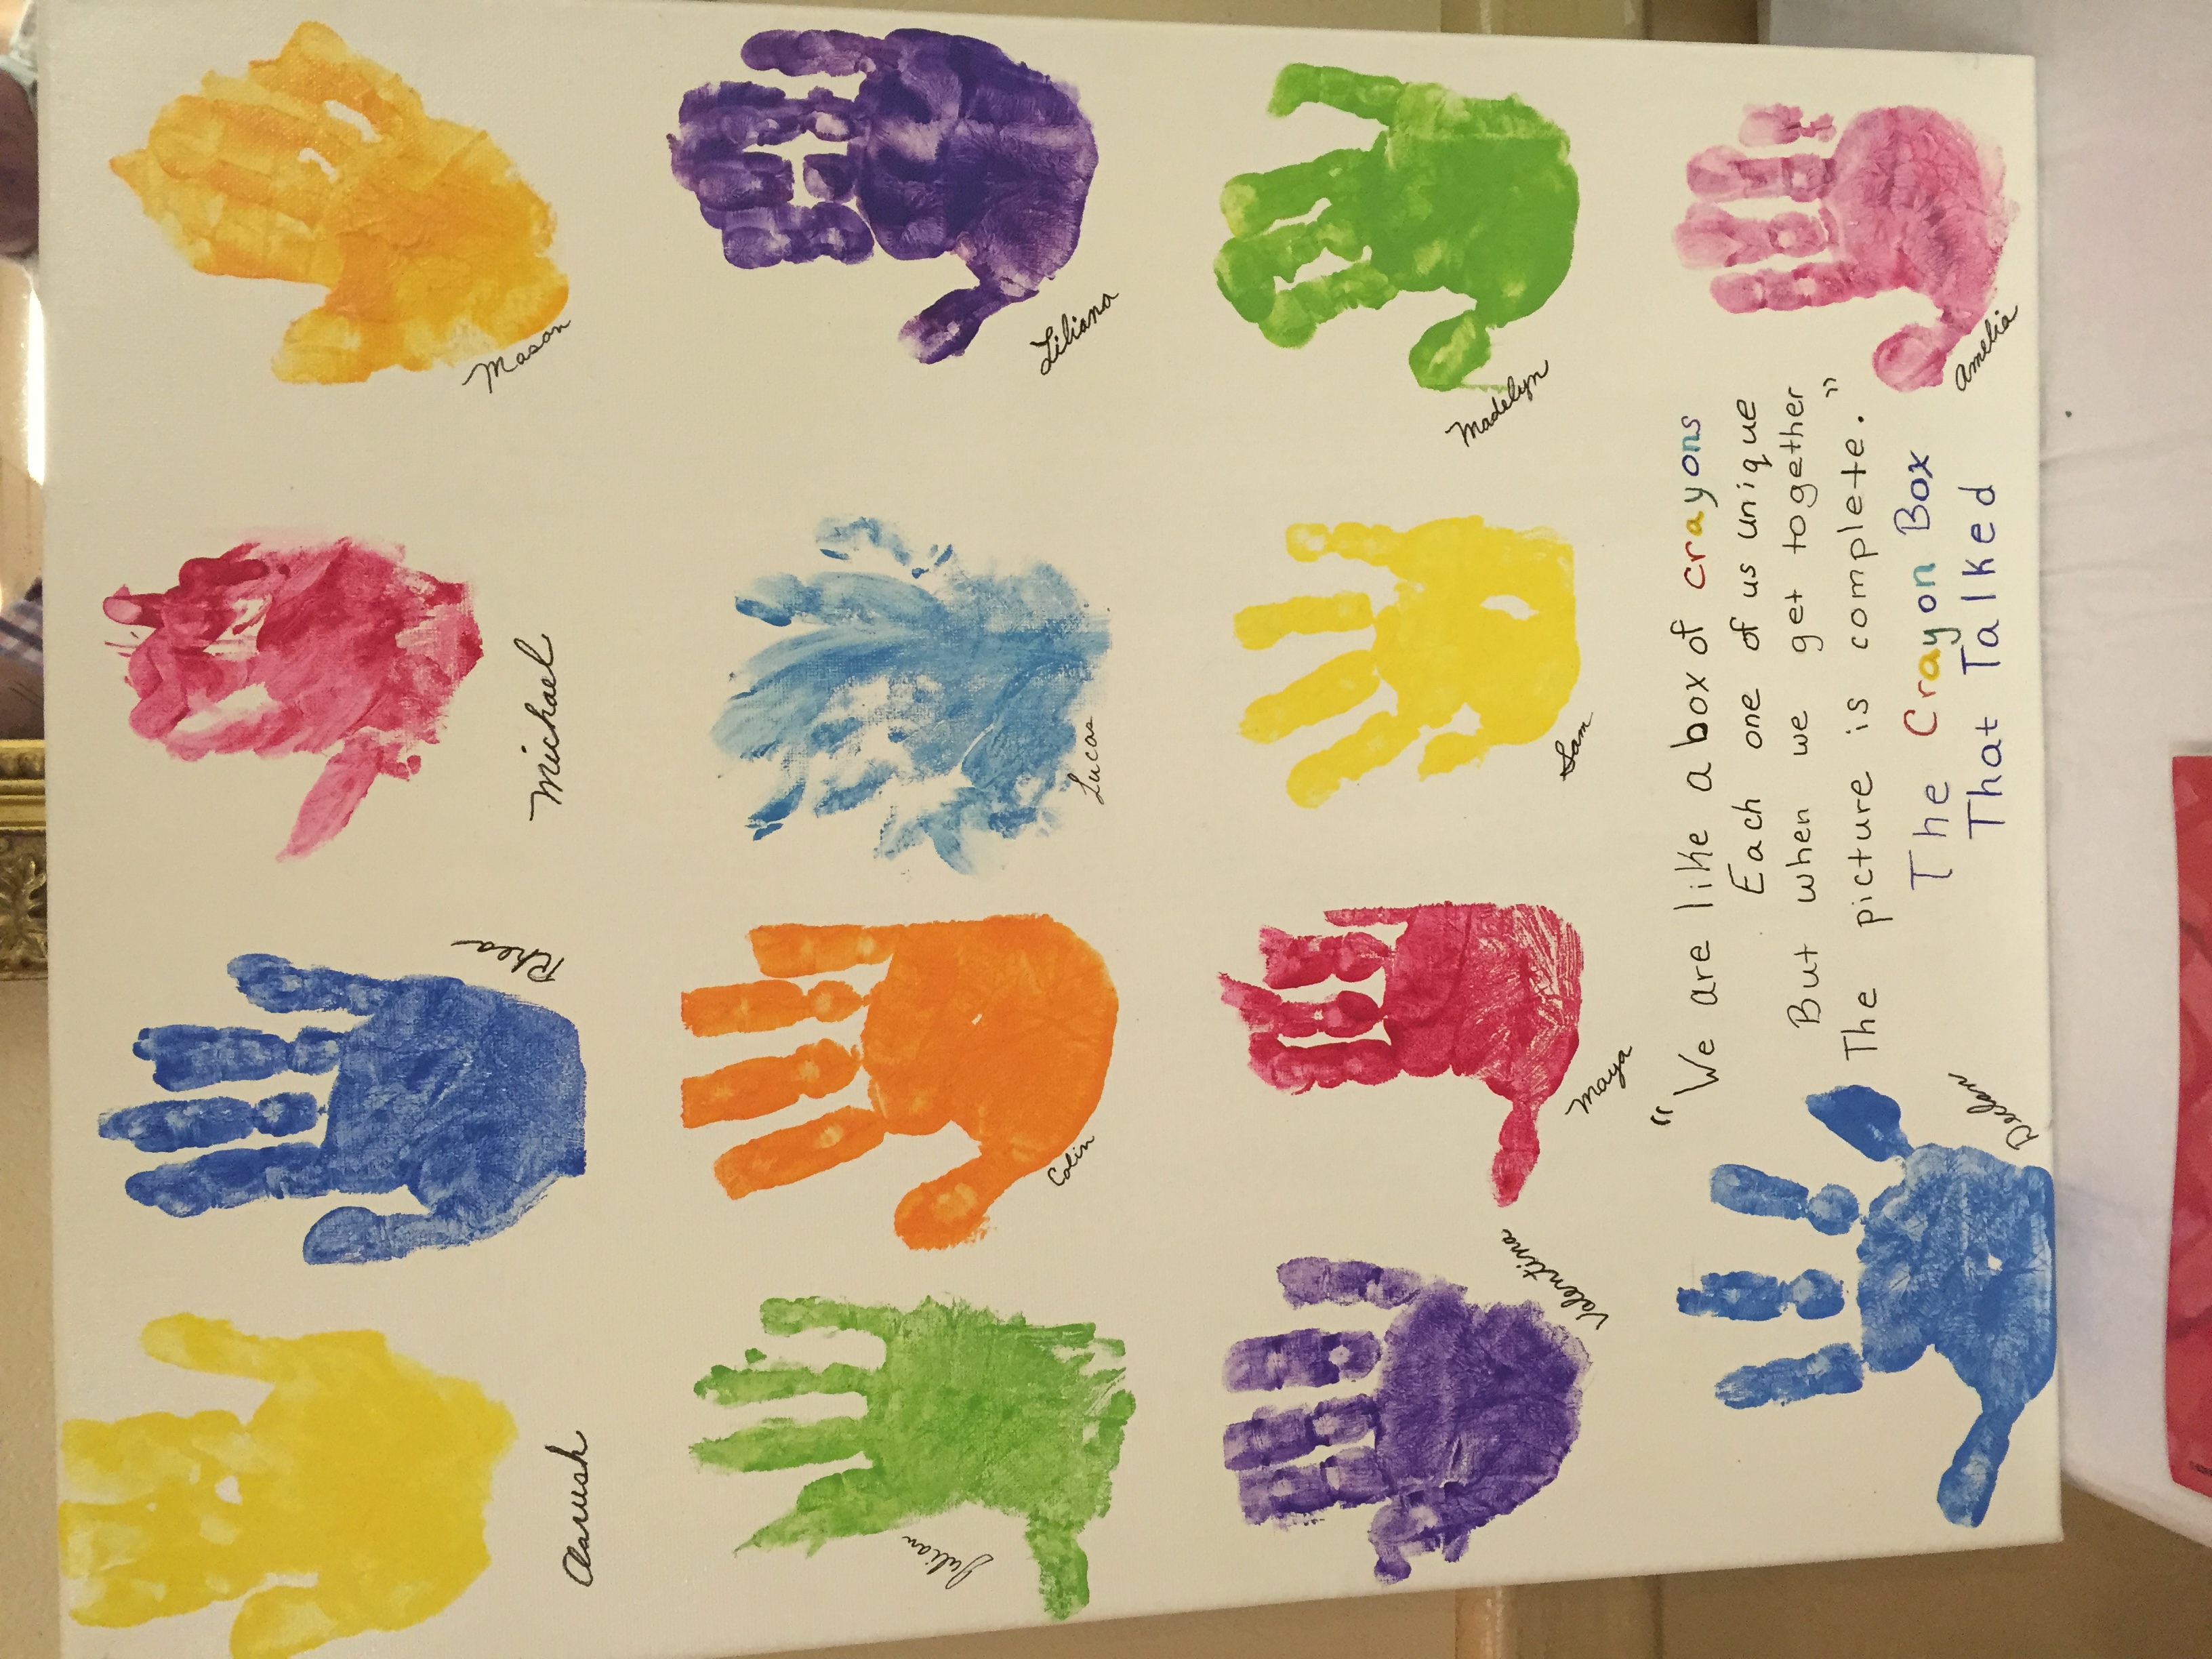 Aarush
Rhea
Michael
Mason
Julian
Colin
Lucas
Liliana
Valentina
Maya
Sam
Madelyn
"We are like a box of crayons
Each one of us unique
But when we get together
The picture is complete."
The Crayon Box
That Talked
Declan
Amelia